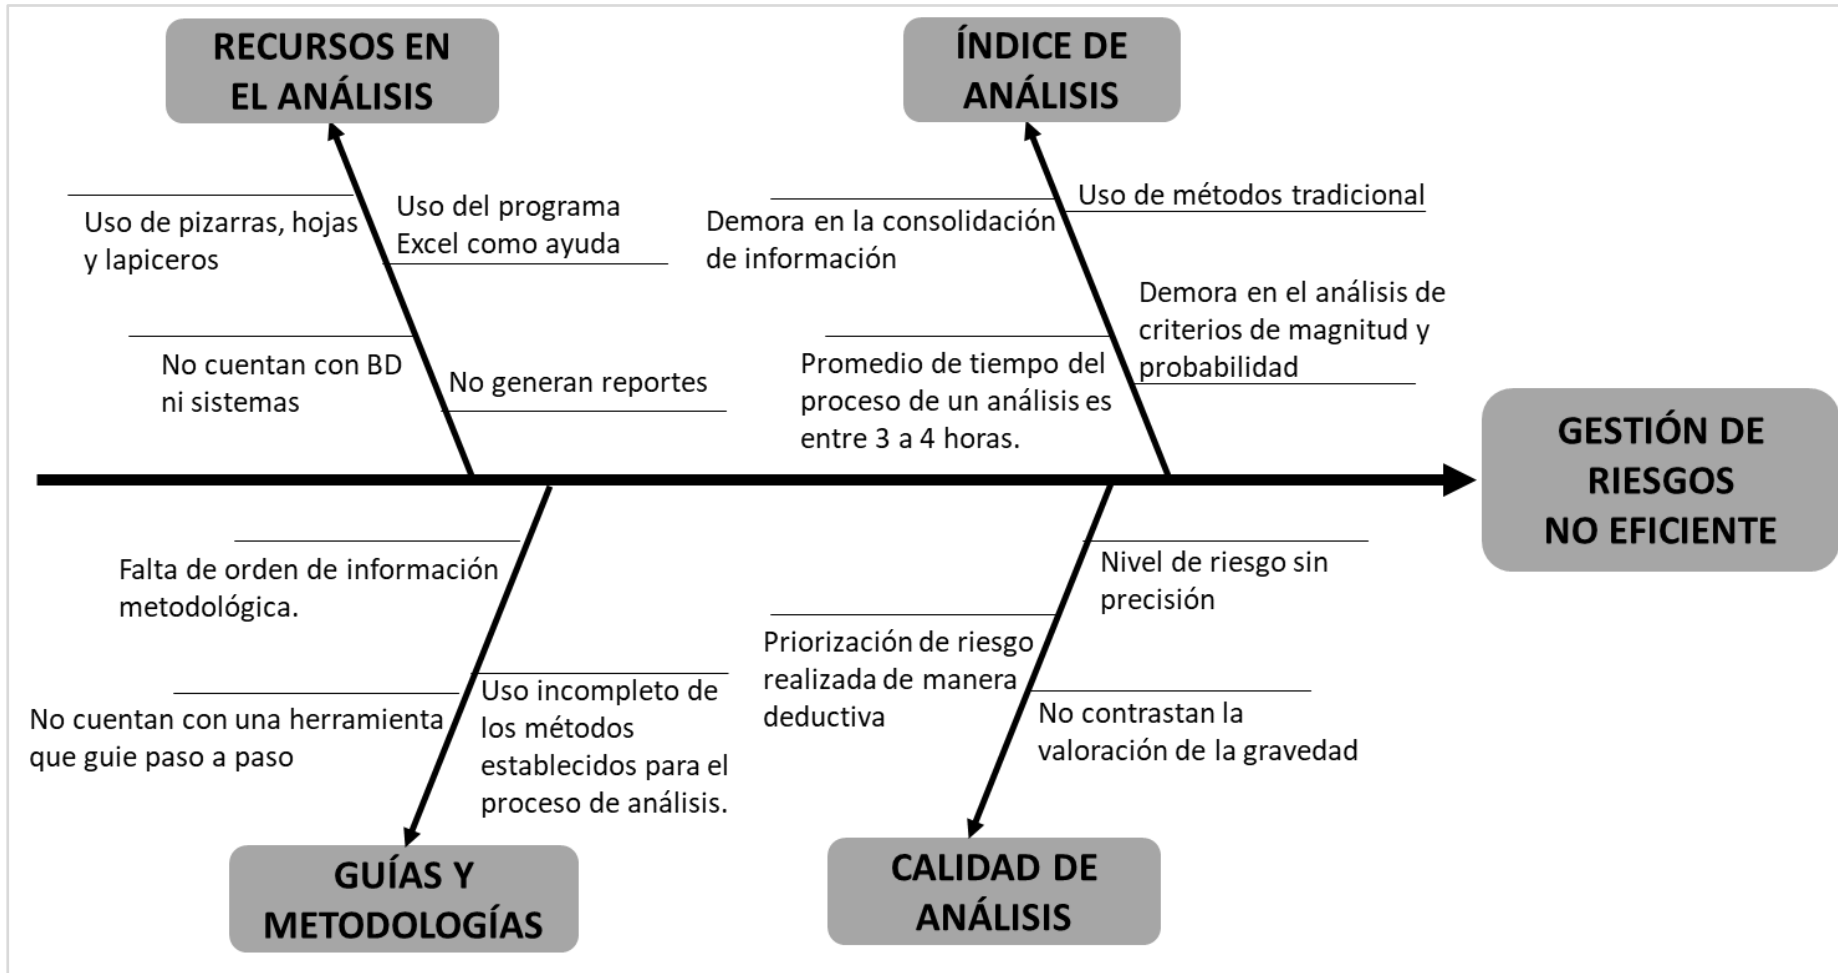 RECURSOS EN
EL ANÁLISIS
ÍNDICE DE
ANÁLISIS
Uso de pizarras, hojas
y lapiceros
Uso del programa
Excel como ayuda
No cuentan con BD
ni sistemas
No generan reportes
Demora en la consolidación
de información
Uso de métodos tradicional
Promedio de tiempo del
proceso de un análisis es
entre 3 a 4 horas.
Demora en el análisis de
criterios de magnitud y
probabilidad
GESTIÓN DE
RIESGOS
NO EFICIENTE
Falta de orden de información
metodológica.
No cuentan con una herramienta
que guie paso a paso
Uso incompleto de
los métodos
establecidos para el
proceso de análisis.
Priorización de riesgo
realizada de manera
deductiva
Nivel de riesgo sin
precisión
No contrastan la
valoración de la gravedad
GUÍAS Y
METODOLOGÍAS
CALIDAD DE
ANÁLISIS